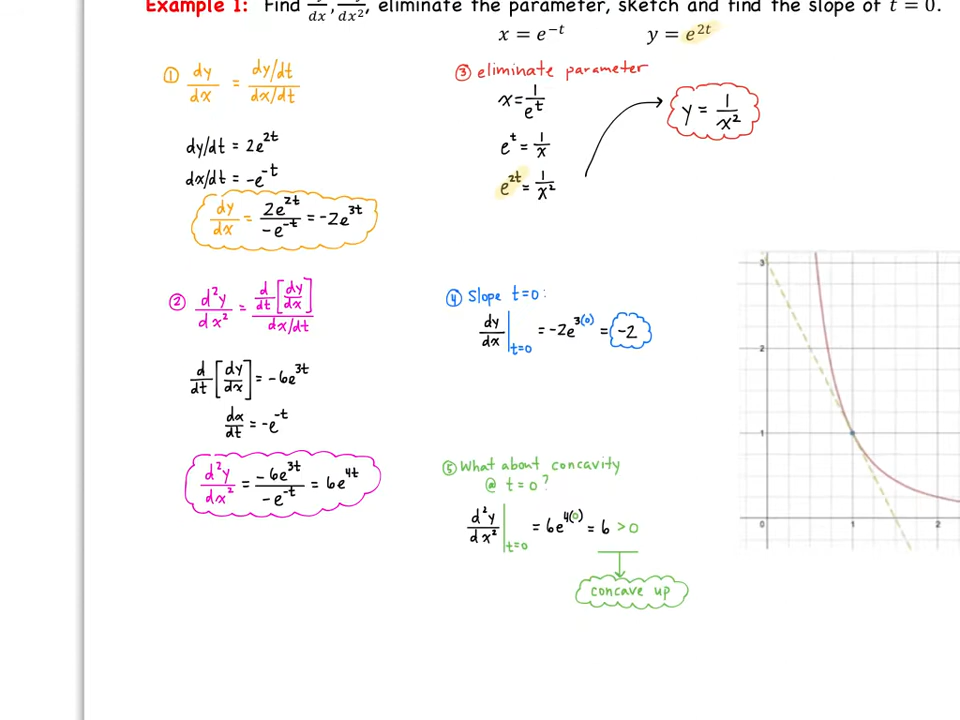 Example 1: Find dy/dx, d²y/dx², eliminate the parameter, sketch and find the slope of t = 0.
x = e^{-t}   y = e^{2t}
① dy/dx = (dy/dt)/(dx/dt)
dy/dt = 2e^{2t}
dx/dt = -e^{-t}
dy/dx = 2e^{2t}/-e^{-t} = -2e^{3t}
② d²y/dx² = d/dt[dy/dx]/(dx/dt)
d/dt[dy/dx] = -6e^{3t}
dx/dt = -e^{-t}
d²y/dx² = -6e^{3t}/-e^{-t} = 6e^{4t}
③ eliminate parameter
x = 1/e^t
e^t = 1/x
e^{2t} = 1/x²
y = 1/x²
④ Slope t=0:
dy/dx |t=0 = -2e^{3(0)} = -2
⑤ What about concavity
@ t=0?
d²y/dx² |t=0 = 6e^{4(0)} = 6 > 0
concave up
3
2
1
0 1 2